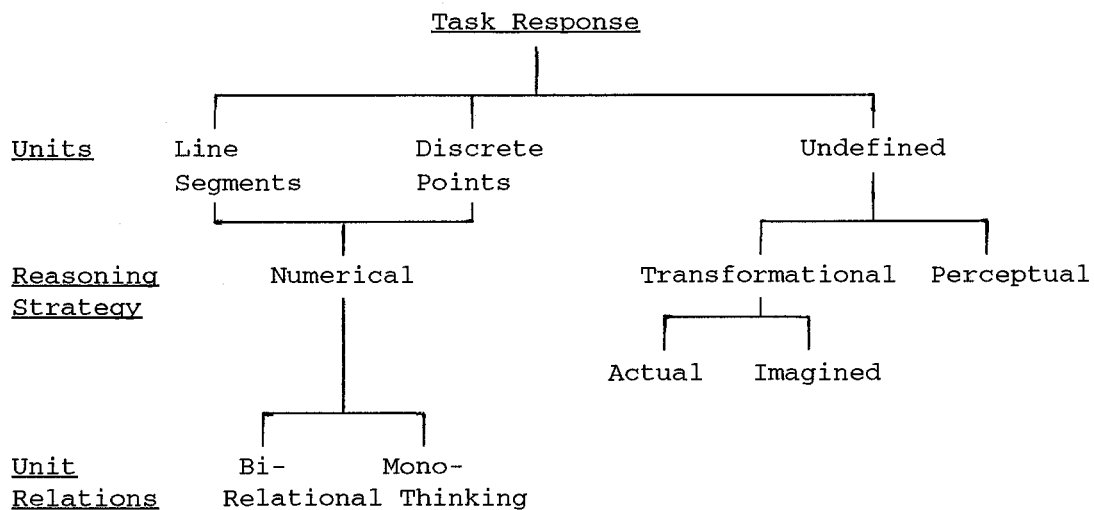 Task Response
Units Line Discrete Undefined
Segments Points
Reasoning Numerical Transformational Perceptual
Strategy
Actual Imagined
Unit Bi- Mono-
Relations Relational Thinking